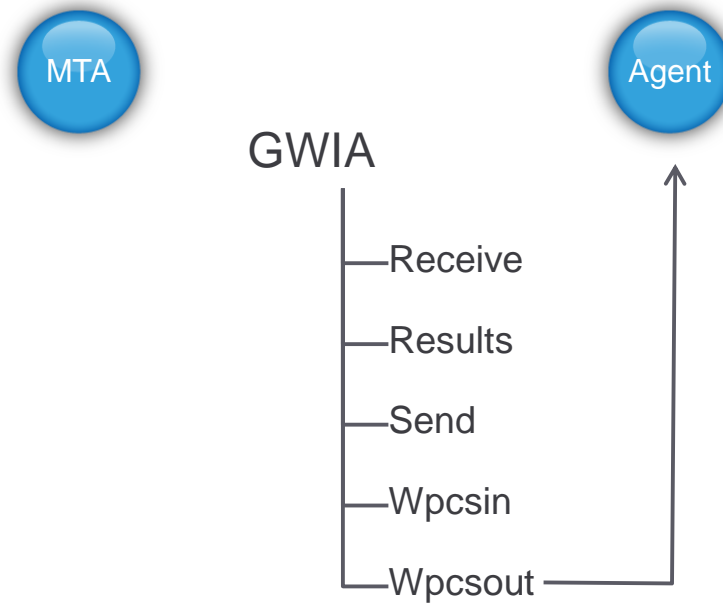 MTA
Agent
GWIA
Receive
Results
Send
Wpcsin
Wpcsout